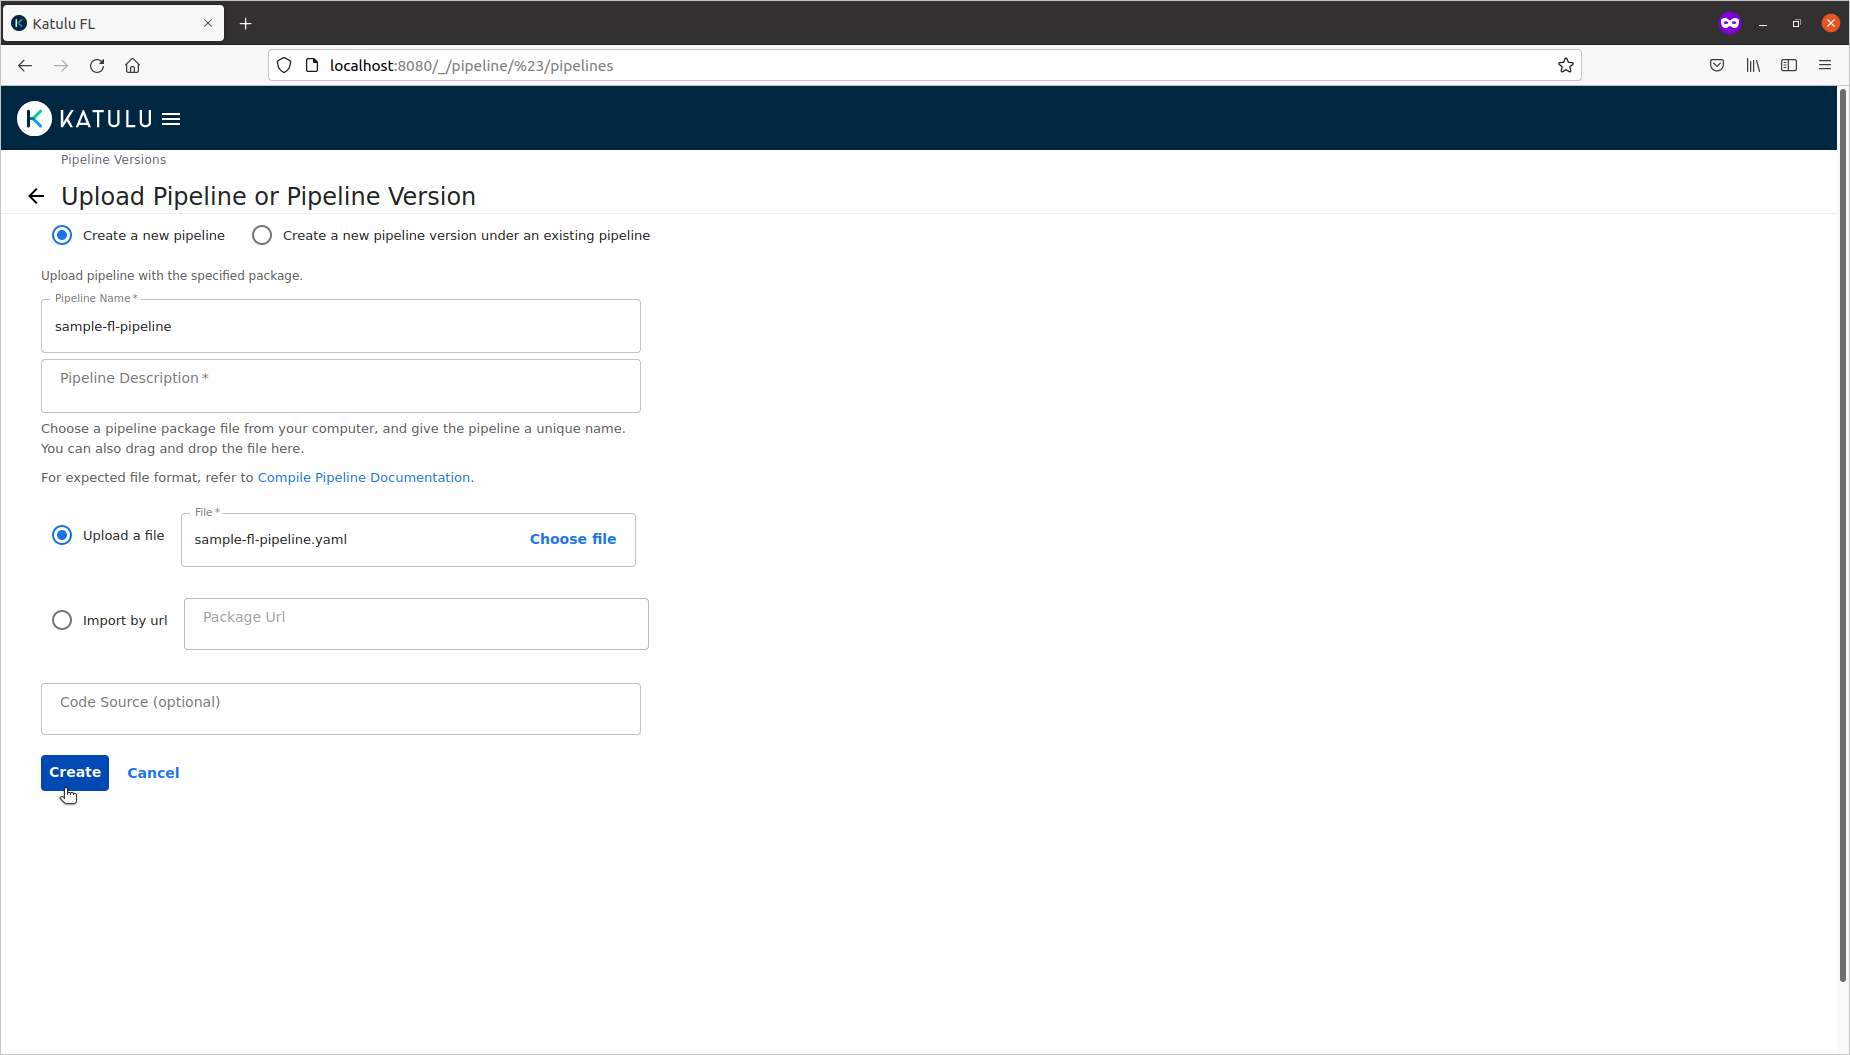 Katulu FL
localhost:8080/_/pipeline/%23/pipelines
KATULU
Pipeline Versions
Upload Pipeline or Pipeline Version
Create a new pipeline
Create a new pipeline version under an existing pipeline
Upload pipeline with the specified package.
Pipeline Name *
sample-fl-pipeline
Pipeline Description *
Choose a pipeline package file from your computer, and give the pipeline a unique name.
You can also drag and drop the file here.
For expected file format, refer to Compile Pipeline Documentation.
Upload a file
File *
sample-fl-pipeline.yaml
Choose file
Import by url
Package Url
Code Source (optional)
Create
Cancel